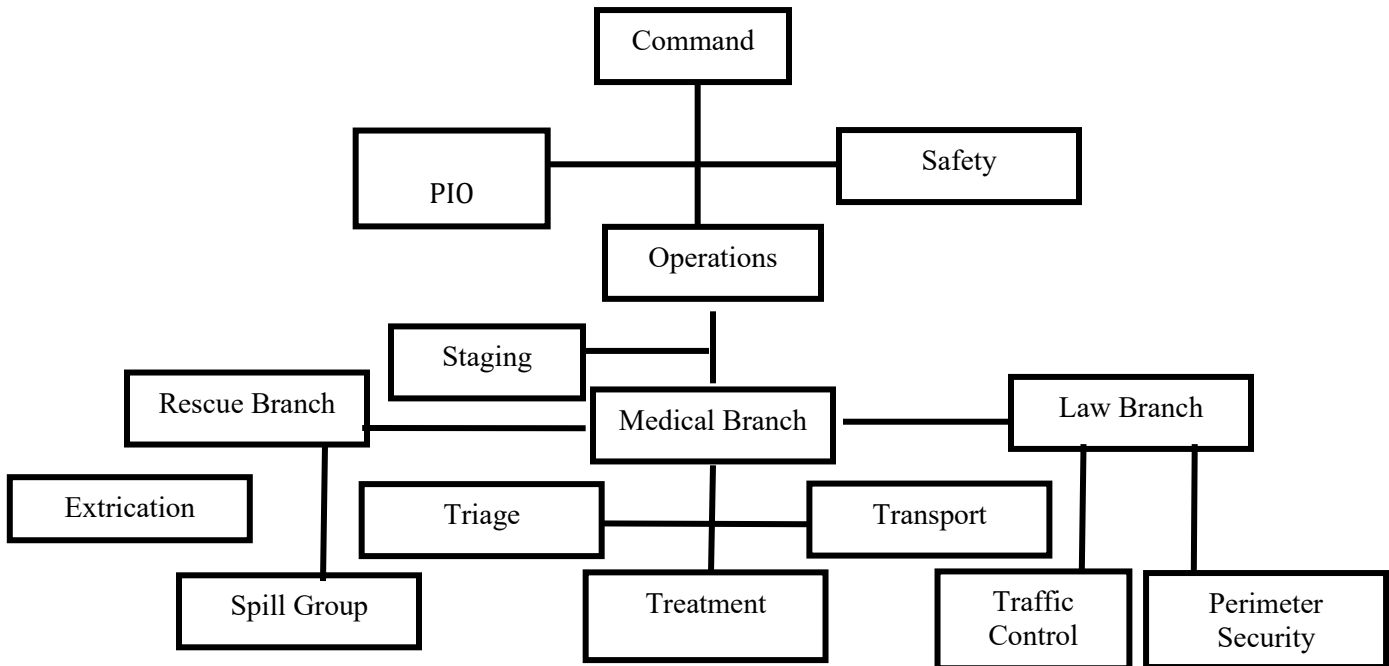 Command
PIO
Safety
Operations
Staging
Rescue Branch
Medical Branch
Law Branch
Extrication
Triage
Transport
Spill Group
Treatment
Traffic
Control
Perimeter
Security